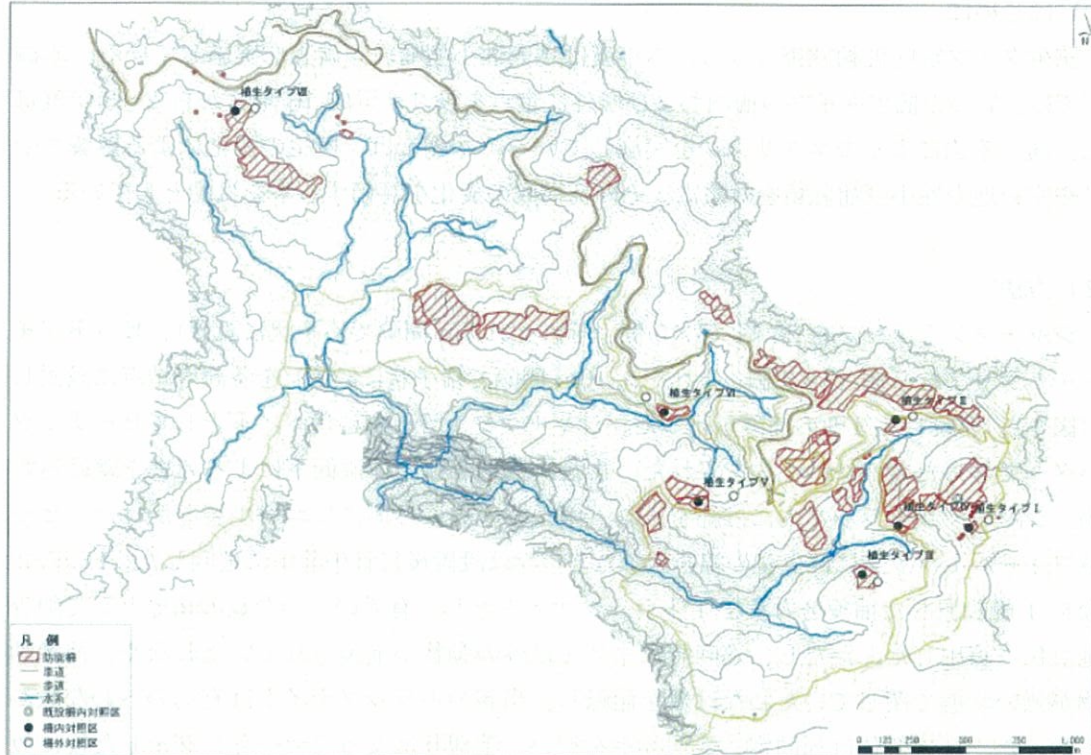 植生タイプⅦ
植生タイプⅥ
植生タイプⅡ
植生タイプⅤ
植生タイプⅣ
植生タイプⅠ
植生タイプⅢ
凡 例
防鹿柵
車道
歩道
水系
既設柵内対照区
柵内対照区
柵外対照区
0 125 250 500 750 1,000